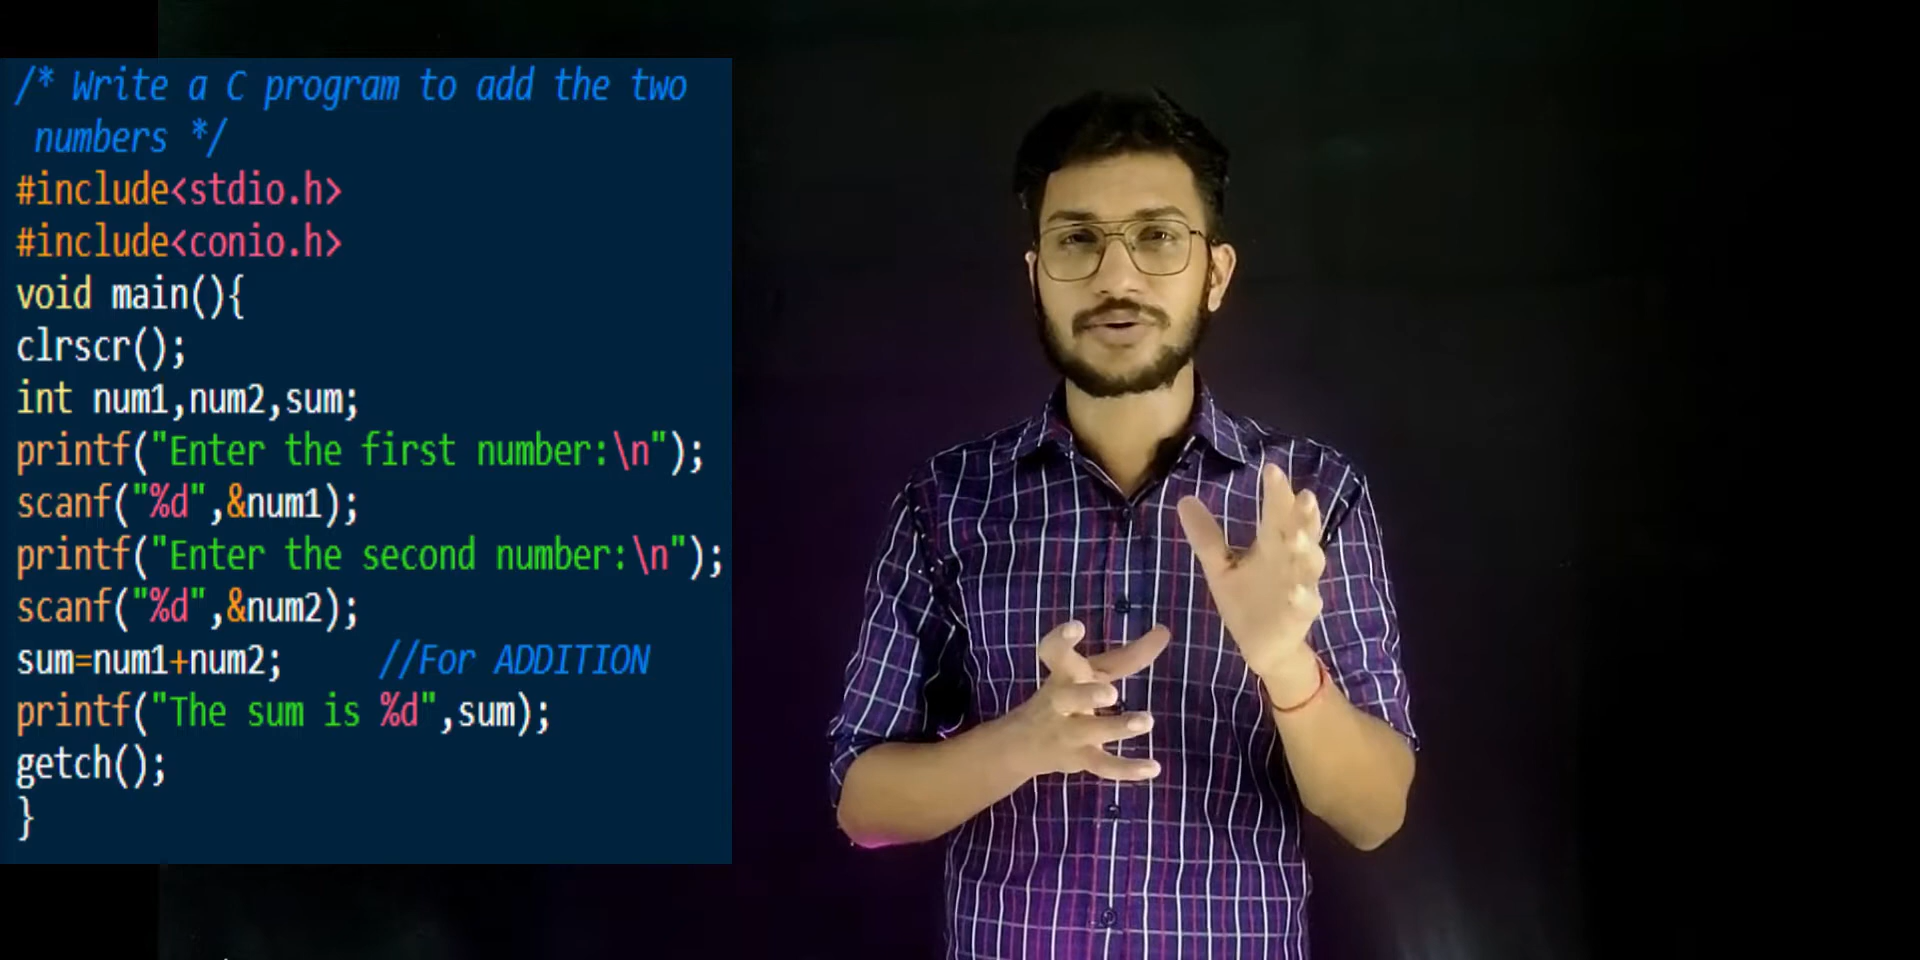 /* Write a C program to add the two
numbers */
#include<stdio.h>
#include<conio.h>
void main(){
clrscr();
int num1,num2,sum;
printf("Enter the first number:\n");
scanf("%d",&num1);
printf("Enter the second number:\n");
scanf("%d",&num2);
sum=num1+num2; //For ADDITION
printf("The sum is %d",sum);
getch();
}